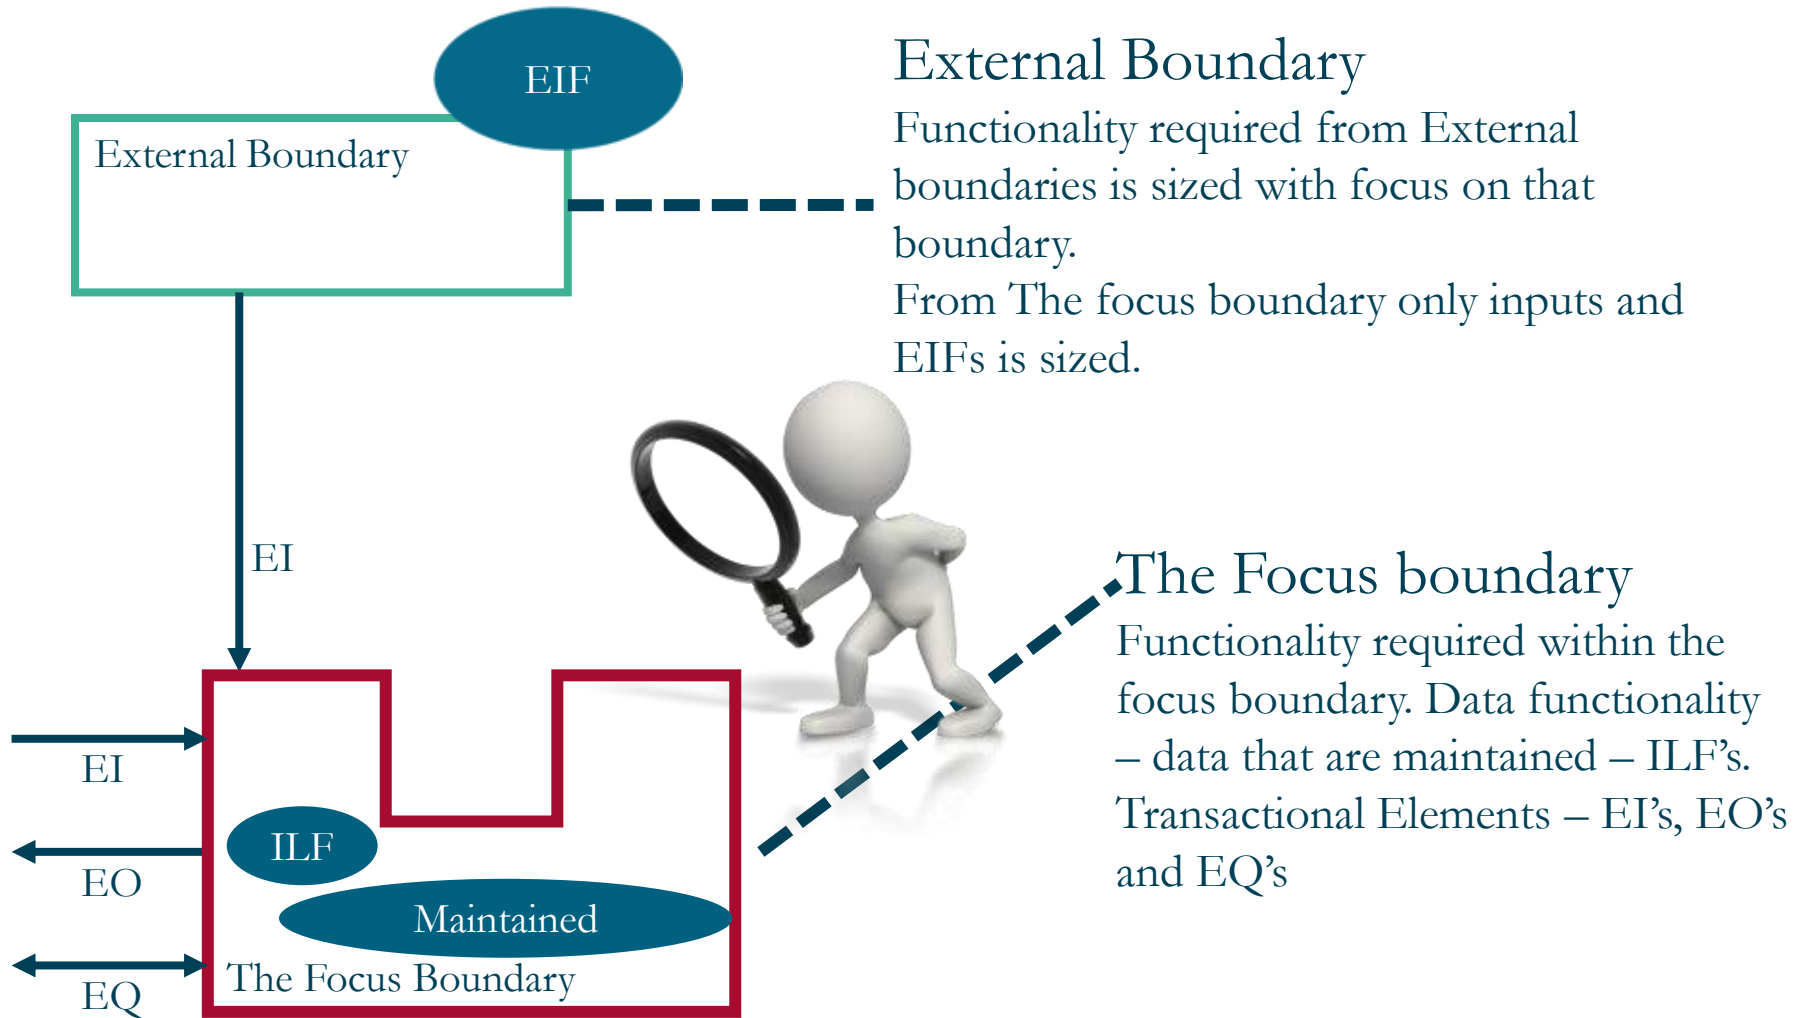 EIF
External Boundary
External Boundary
Functionality required from External
boundaries is sized with focus on that
boundary.
From The focus boundary only inputs and
EIFs is sized.
EI
The Focus boundary
Functionality required within the
focus boundary. Data functionality
– data that are maintained – ILF’s.
Transactional Elements – EI’s, EO’s
and EQ’s
EI
ILF
EO
Maintained
The Focus Boundary
EQ